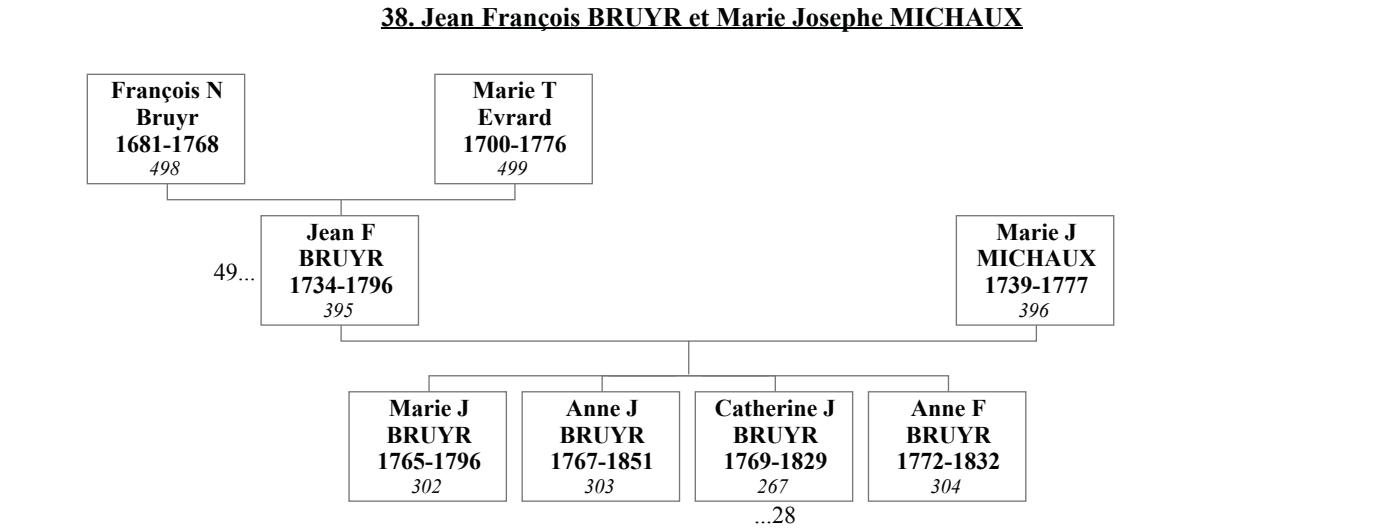 38. Jean François BRUYR et Marie Josephe MICHAUX
François N
Bruyr
1681-1768
498
Marie T
Evrard
1700-1776
499
49...
Jean F
BRUYR
1734-1796
395
Marie J
MICHAUX
1739-1777
396
Marie J
BRUYR
1765-1796
302
Anne J
BRUYR
1767-1851
303
Catherine J
BRUYR
1769-1829
267
Anne F
BRUYR
1772-1832
304
...28